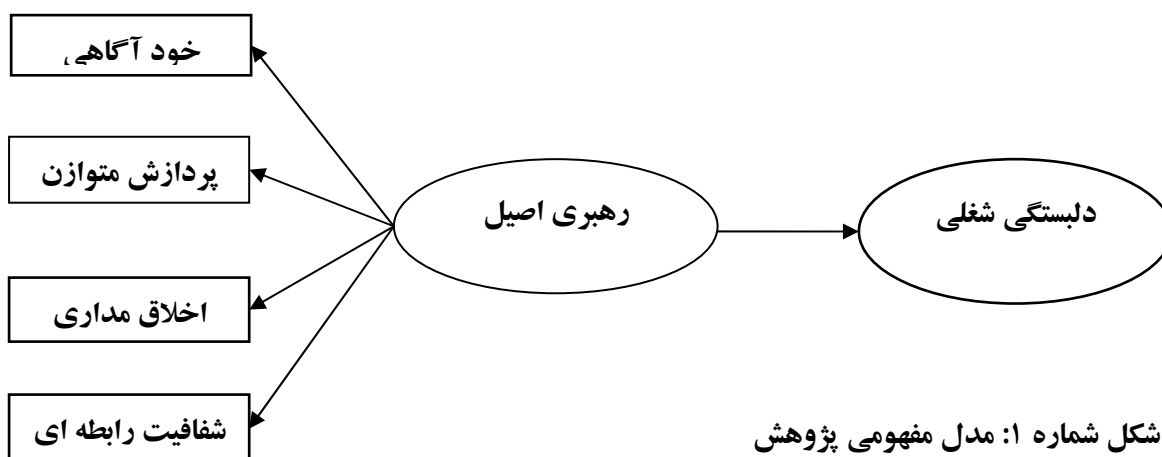 خود آگاهی
پردازش متوازن
اخلاق مداری
شفافیت رابطه ای
رهبری اصیل
دلبستگی شغلی
شکل شماره ۱: مدل مفهومی پژوهش